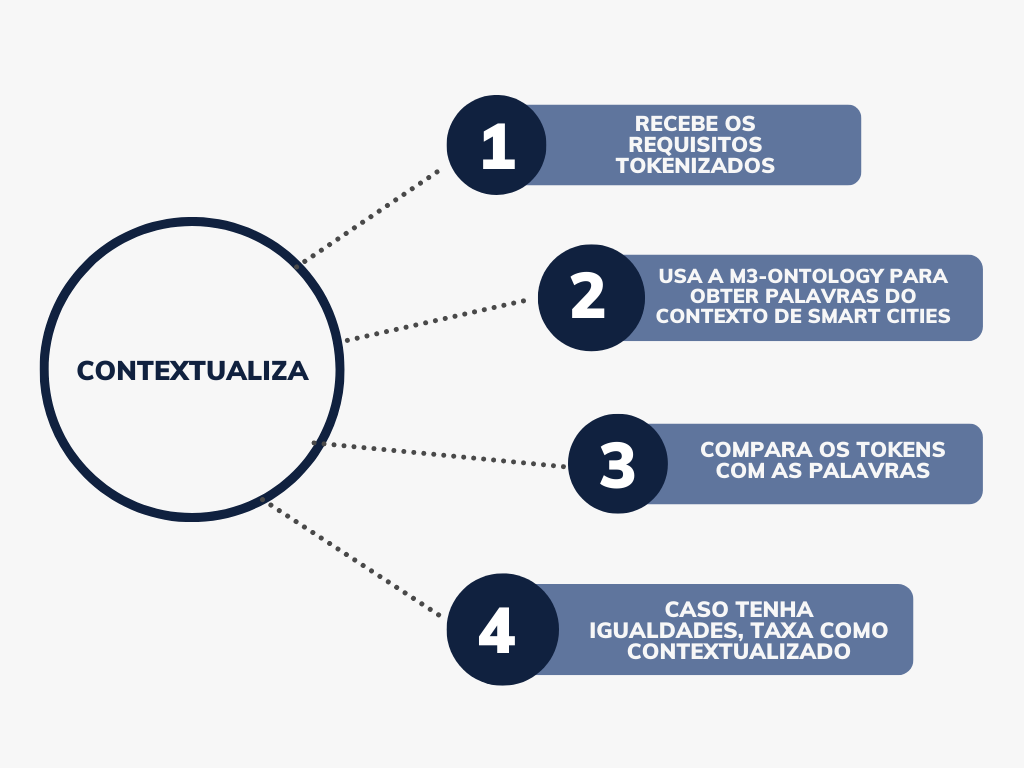 CONTEXTUALIZA
1
RECEBE OS
REQUISITOS
TOKENIZADOS
2
USA A M3-ONTOLOGY PARA
OBTER PALAVRAS DO
CONTEXTO DE SMART CITIES
3
COMPARA OS TOKENS
COM AS PALAVRAS
4
CASO TENHA
IGUALDADES, TAXA COMO
CONTEXTUALIZADO